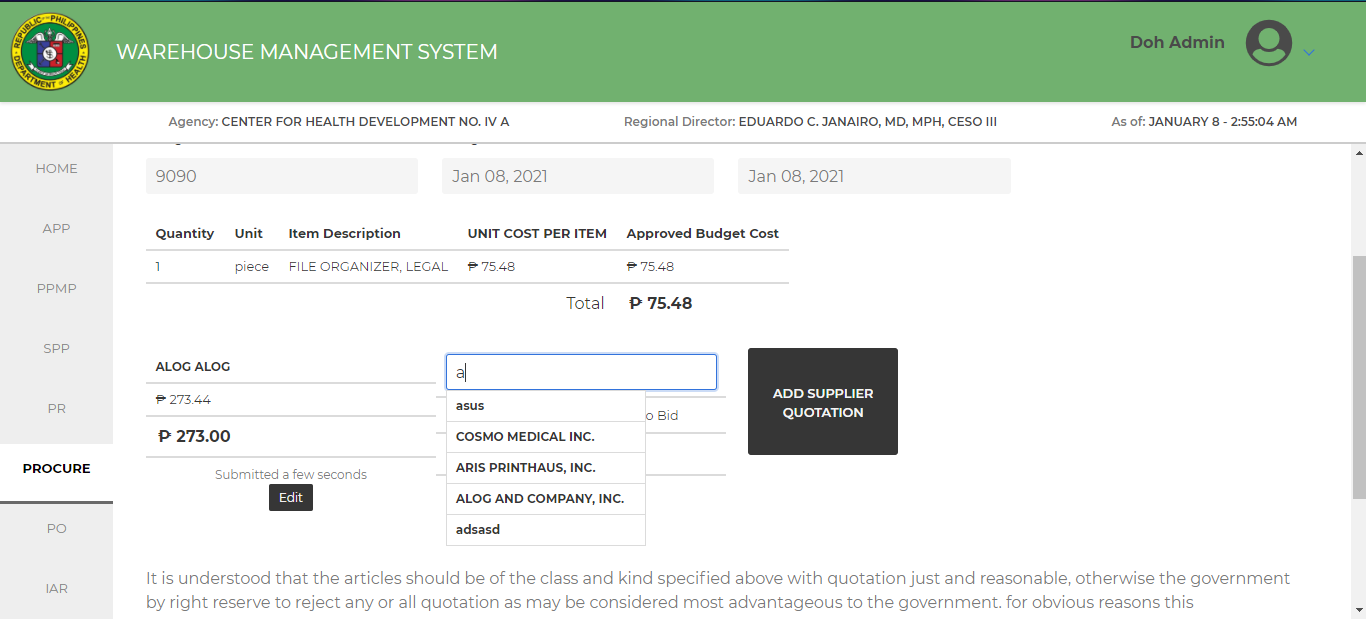 REPUBLIC OF THE PHILIPPINES
DEPARTMENT OF HEALTH
WAREHOUSE MANAGEMENT SYSTEM
Doh Admin
Agency: CENTER FOR HEALTH DEVELOPMENT NO. IV A
Regional Director: EDUARDO C. JANAIRO, MD, MPH, CESO III
As of: JANUARY 8 - 2:55:04 AM
HOME
APP
PPMP
SPP
PR
PROCURE
PO
IAR
9090
Jan 08, 2021
Jan 08, 2021
Quantity Unit Item Description UNIT COST PER ITEM Approved Budget Cost
1 piece FILE ORGANIZER, LEGAL ₱ 75.48 ₱ 75.48
Total ₱ 75.48
ALOG ALOG
₱ 273.44
₱ 273.00
Submitted a few seconds
Edit
a
asus
COSMO MEDICAL INC.
ARIS PRINTHAUS, INC.
ALOG AND COMPANY, INC.
adsasd
o Bid
ADD SUPPLIER
QUOTATION
It is understood that the articles should be of the class and kind specified above with quotation just and reasonable, otherwise the government
by right reserve to reject any or all quotation as may be considered most advantageous to the government. for obvious reasons this